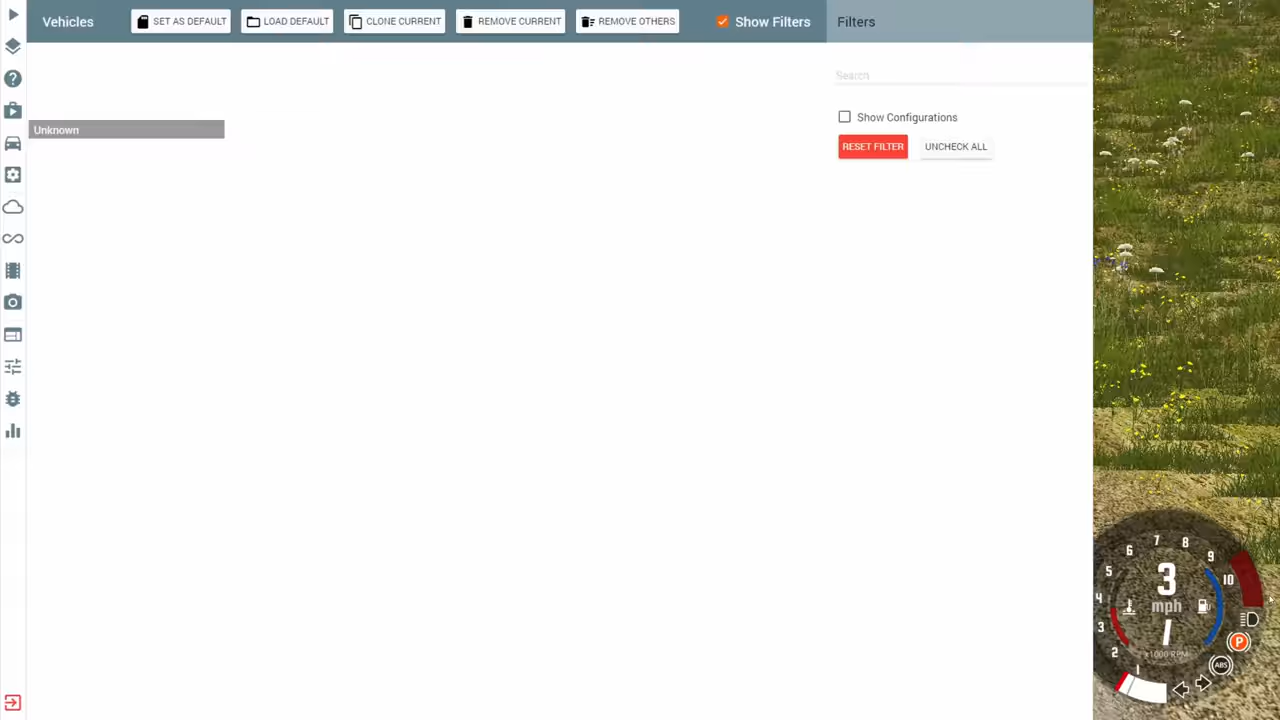 Vehicles
SET AS DEFAULT
LOAD DEFAULT
CLONE CURRENT
REMOVE CURRENT
REMOVE OTHERS
Show Filters
Filters
Search
Unknown
Show Configurations
RESET FILTER
UNCHECK ALL
1
2
3
4
5
6
7
8
9
10
3
mph
x1000 RPM
P
ABS